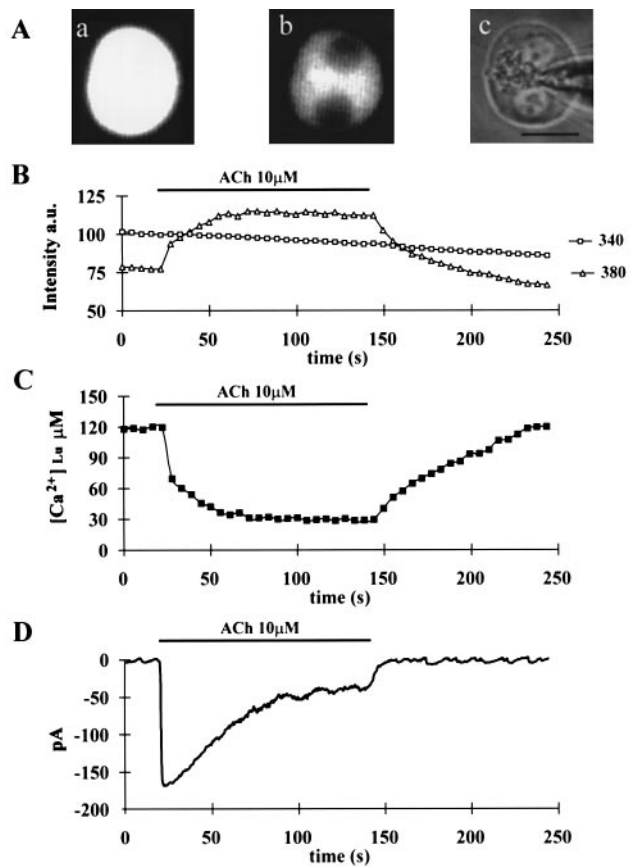 A
a
b
c
B
ACh 10µM
125
100
75
50
Intensity a.u.
340
380
0 50 100 150 200 250
time (s)
C
ACh 10µM
150
120
90
60
30
0
[Ca2+] Lu µM
0 50 100 150 200 250
time (s)
D
ACh 10µM
0
-50
-100
-150
-200
pA
0 50 100 150 200 250
time (s)